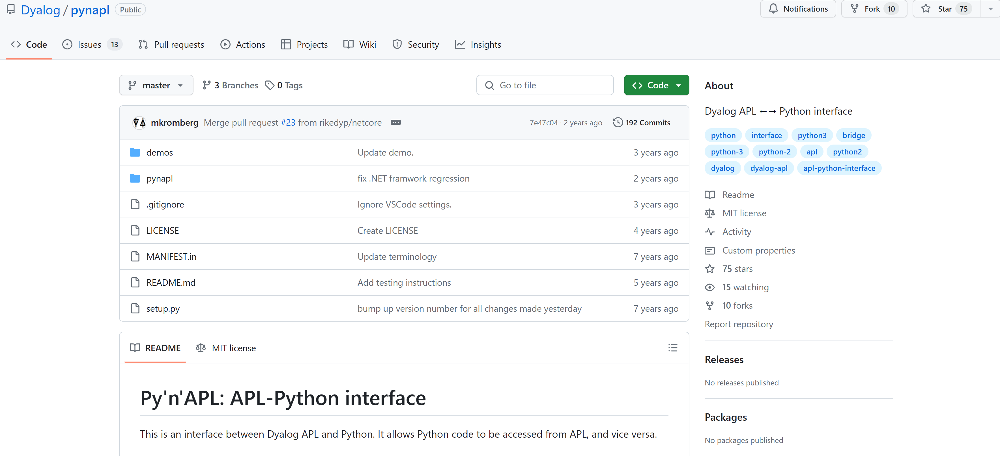 Dyalog / pynapl Public Notifications Fork 10 Star 75
Code Issues 13 Pull requests Actions Projects Wiki Security Insights
master 3 Branches 0 Tags Go to file Code
mkromberg Merge pull request #23 from rikedyp/netcore 7e47c04 · 2 years ago 192 Commits
demos Update demo. 3 years ago
pynapl fix .NET framwork regression 2 years ago
.gitignore Ignore VSCode settings. 3 years ago
LICENSE Create LICENSE 4 years ago
MANIFEST.in Update terminology 7 years ago
README.md Add testing instructions 5 years ago
setup.py bump up version number for all changes made yesterday 7 years ago
README MIT license
Py'n'APL: APL-Python interface
This is an interface between Dyalog APL and Python. It allows Python code to be accessed from APL, and vice versa.
About
Dyalog APL ←→ Python interface
python interface python3 bridge
python-3 python-2 apl python2
dyalog dyalog-apl apl-python-interface
Readme
MIT license
Activity
Custom properties
75 stars
15 watching
10 forks
Report repository
Releases
No releases published
Packages
No packages published